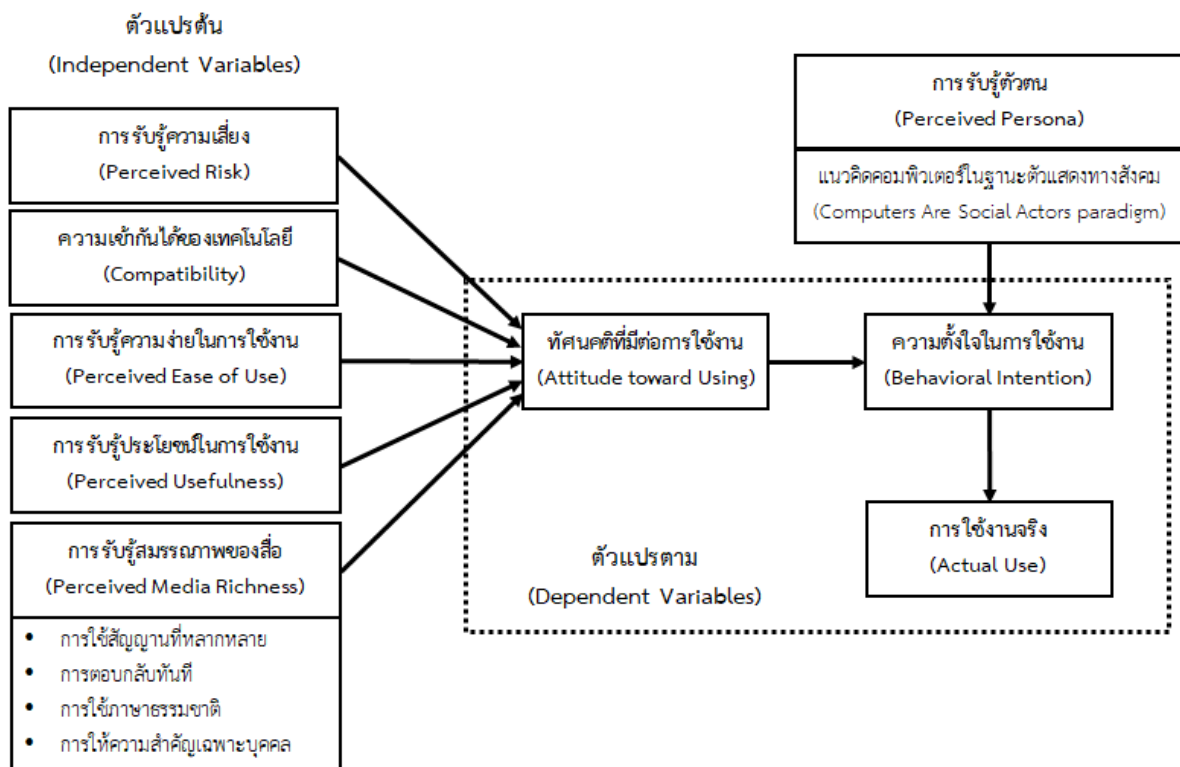 ตัวแปรต้น
(Independent Variables)
การรับรู้ความเสี่ยง
(Perceived Risk)
ความเข้ากันได้ของเทคโนโลยี
(Compatibility)
การรับรู้ความง่ายในการใช้งาน
(Perceived Ease of Use)
การรับรู้ประโยชน์ในการใช้งาน
(Perceived Usefulness)
การรับรู้สมรรถภาพของสื่อ
(Perceived Media Richness)
• การใช้สัญญานที่หลากหลาย
• การตอบกลับทันที
• การใช้ภาษาธรรมชาติ
• การให้ความสำคัญเฉพาะบุคคล
ทัศนคติที่มีต่อการใช้งาน
(Attitude toward Using)
ตัวแปรตาม
(Dependent Variables)
การรับรู้ตัวตน
(Perceived Persona)
แนวคิดคอมพิวเตอร์ในฐานะตัวแสดงทางสังคม
(Computers Are Social Actors paradigm)
ความตั้งใจในการใช้งาน
(Behavioral Intention)
การใช้งานจริง
(Actual Use)